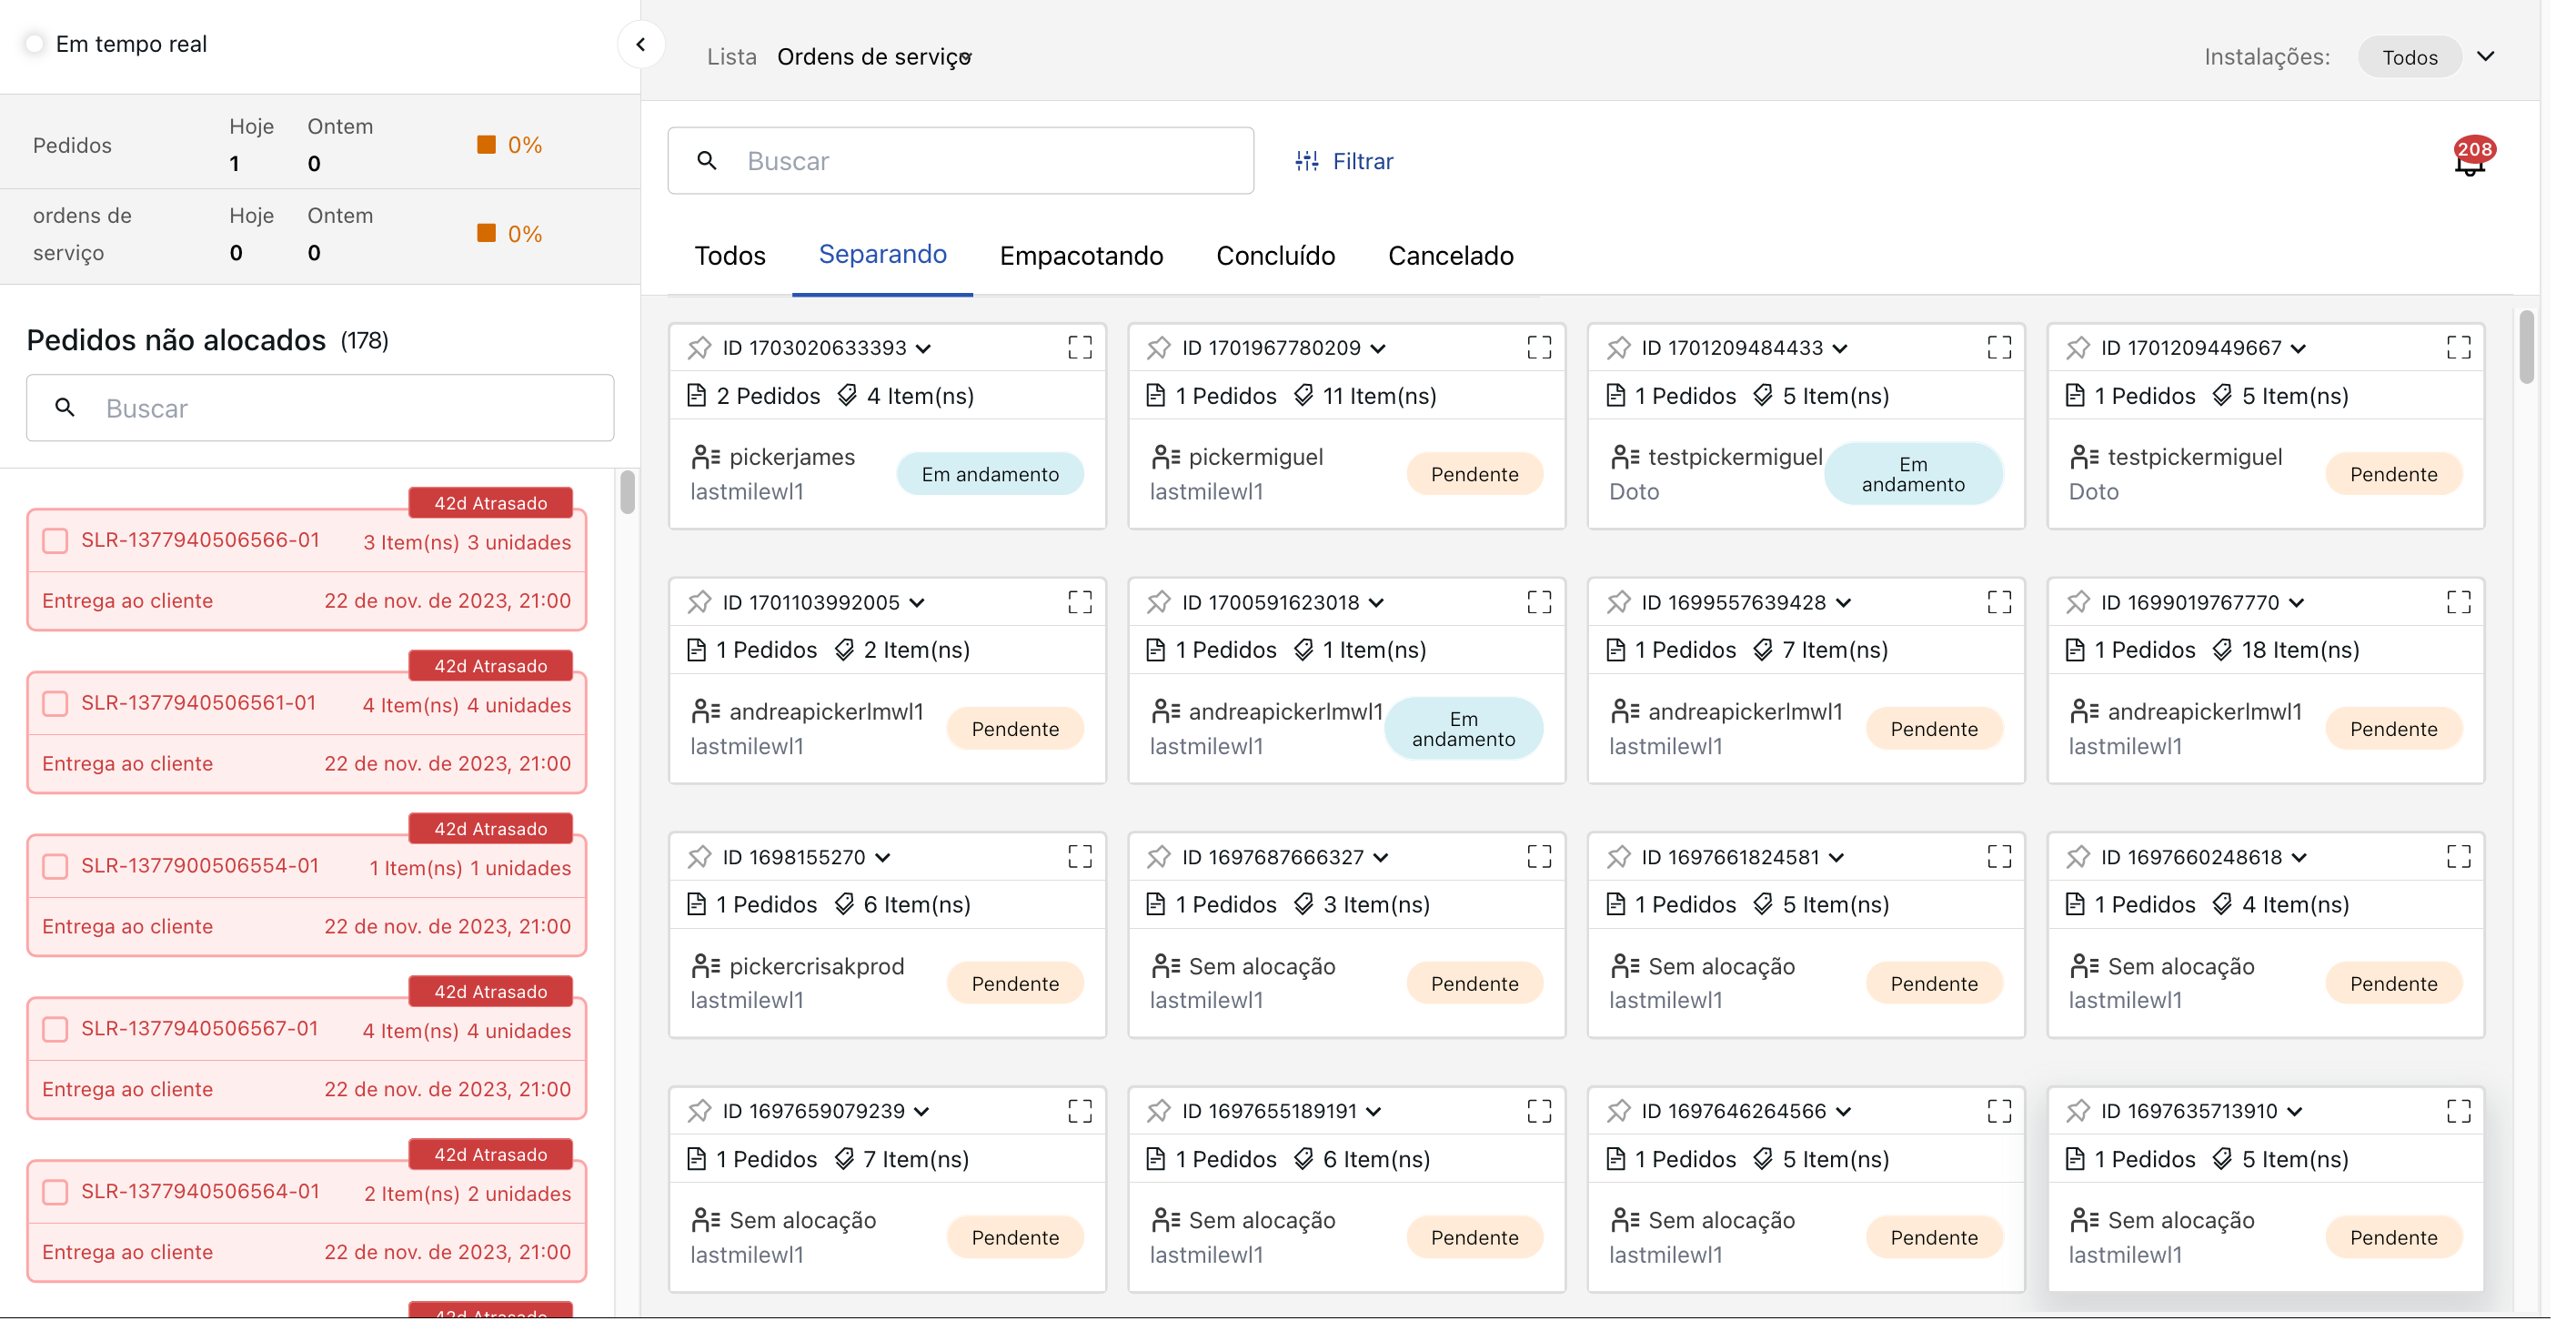 Em tempo real
Pedidos
Hoje
1
Ontem
0
0%
ordens de
serviço
Hoje
0
Ontem
0
0%
Pedidos não alocados (178)
Buscar
42d Atrasado
SLR-1377940506566-01 3 Item(ns) 3 unidades
Entrega ao cliente 22 de nov. de 2023, 21:00
42d Atrasado
SLR-1377940506561-01 4 Item(ns) 4 unidades
Entrega ao cliente 22 de nov. de 2023, 21:00
42d Atrasado
SLR-1377900506554-01 1 Item(ns) 1 unidades
Entrega ao cliente 22 de nov. de 2023, 21:00
42d Atrasado
SLR-1377940506567-01 4 Item(ns) 4 unidades
Entrega ao cliente 22 de nov. de 2023, 21:00
42d Atrasado
SLR-1377940506564-01 2 Item(ns) 2 unidades
Entrega ao cliente 22 de nov. de 2023, 21:00
42d Atrasado
Lista Ordens de serviço
Instalações: Todos
Buscar
Filtrar
208
Todos Separando Empacotando Concluído Cancelado
ID 1703020633393
2 Pedidos 4 Item(ns)
pickerjames
lastmilewl1
Em andamento
ID 1701967780209
1 Pedidos 11 Item(ns)
pickermiguel
lastmilewl1
Pendente
ID 1701209484433
1 Pedidos 5 Item(ns)
testpickermiguel
Doto
Em
andamento
ID 1701209449667
1 Pedidos 5 Item(ns)
testpickermiguel
Doto
Pendente
ID 1701103992005
1 Pedidos 2 Item(ns)
andreapickerlmwl1
lastmilewl1
Pendente
ID 1700591623018
1 Pedidos 1 Item(ns)
andreapickerlmwl1
lastmilewl1
Em
andamento
ID 1699557639428
1 Pedidos 7 Item(ns)
andreapickerlmwl1
lastmilewl1
Pendente
ID 1699019767770
1 Pedidos 18 Item(ns)
andreapickerlmwl1
lastmilewl1
Pendente
ID 1698155270
1 Pedidos 6 Item(ns)
pickercrisakprod
lastmilewl1
Pendente
ID 1697687666327
1 Pedidos 3 Item(ns)
Sem alocação
lastmilewl1
Pendente
ID 1697661824581
1 Pedidos 5 Item(ns)
Sem alocação
lastmilewl1
Pendente
ID 1697660248618
1 Pedidos 4 Item(ns)
Sem alocação
lastmilewl1
Pendente
ID 1697659079239
1 Pedidos 7 Item(ns)
Sem alocação
lastmilewl1
Pendente
ID 1697655189191
1 Pedidos 6 Item(ns)
Sem alocação
lastmilewl1
Pendente
ID 1697646264566
1 Pedidos 5 Item(ns)
Sem alocação
lastmilewl1
Pendente
ID 1697635713910
1 Pedidos 5 Item(ns)
Sem alocação
lastmilewl1
Pendente